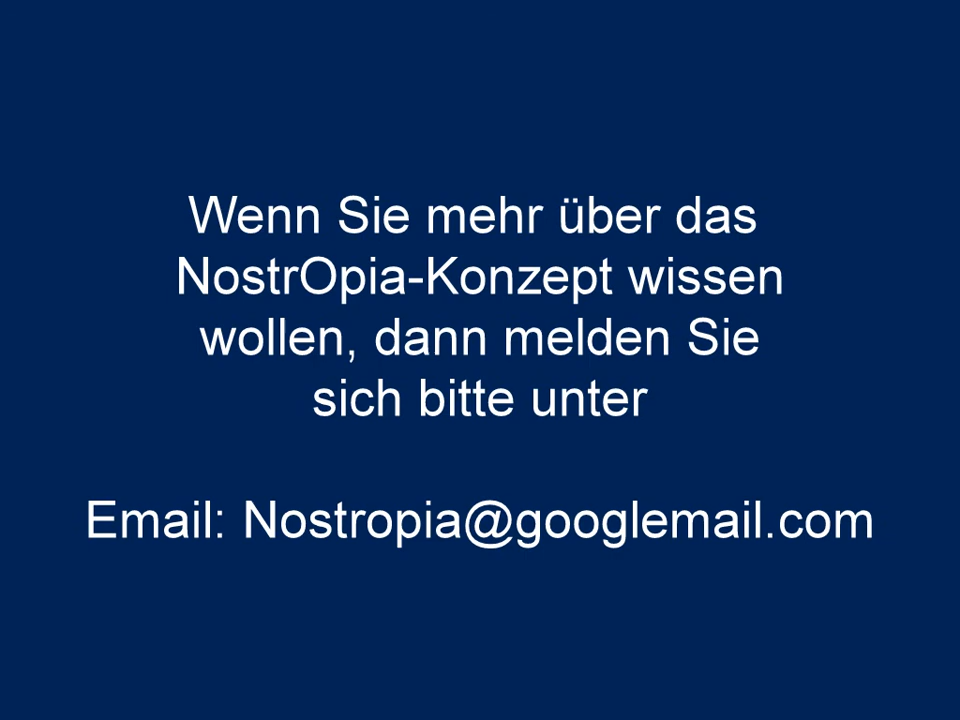 Wenn Sie mehr über das
NostrOpia-Konzept wissen
wollen, dann melden Sie
sich bitte unter
Email: Nostropia@googlemail.com